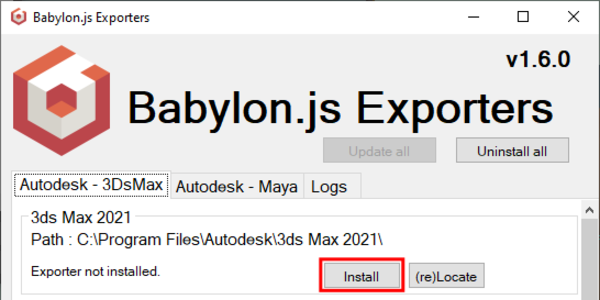 Babylon.js Exporters
v1.6.0
Babylon.js Exporters
Update all Uninstall all
Autodesk - 3DsMax Autodesk - Maya Logs
3ds Max 2021
Path : C:\Program Files\Autodesk\3ds Max 2021\
Exporter not installed. Install (re)Locate